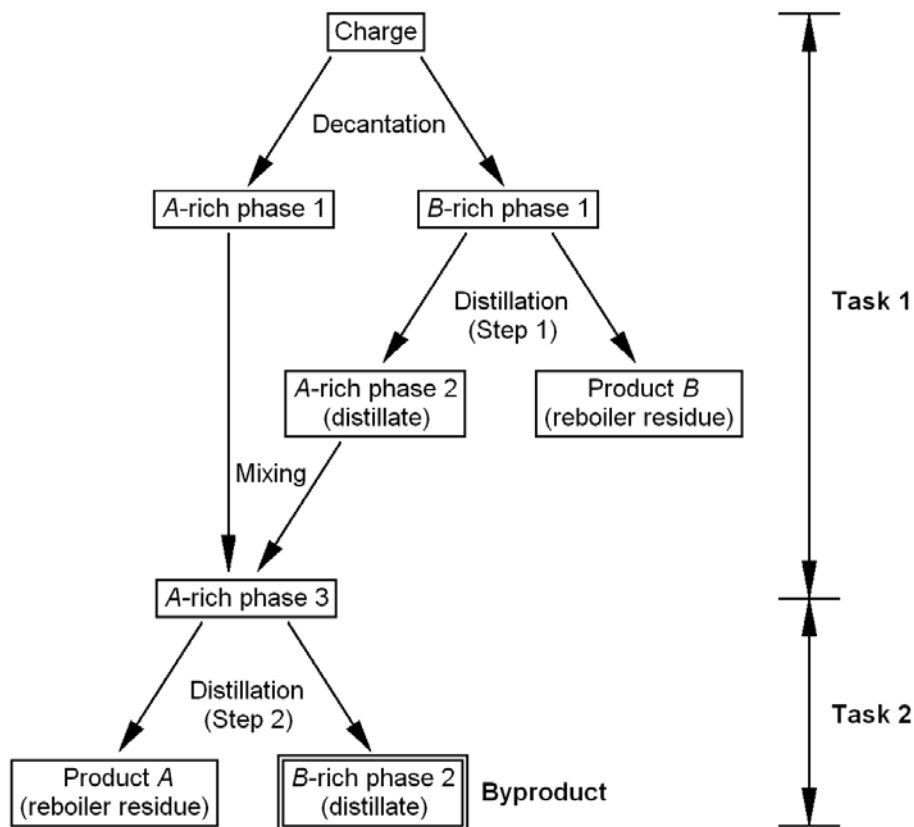 Charge
Decantation
A-rich phase 1
B-rich phase 1
Distillation
(Step 1)
Task 1
A-rich phase 2
(distillate)
Product B
(reboiler residue)
Mixing
A-rich phase 3
Distillation
(Step 2)
Task 2
Product A
(reboiler residue)
B-rich phase 2
(distillate)
Byproduct